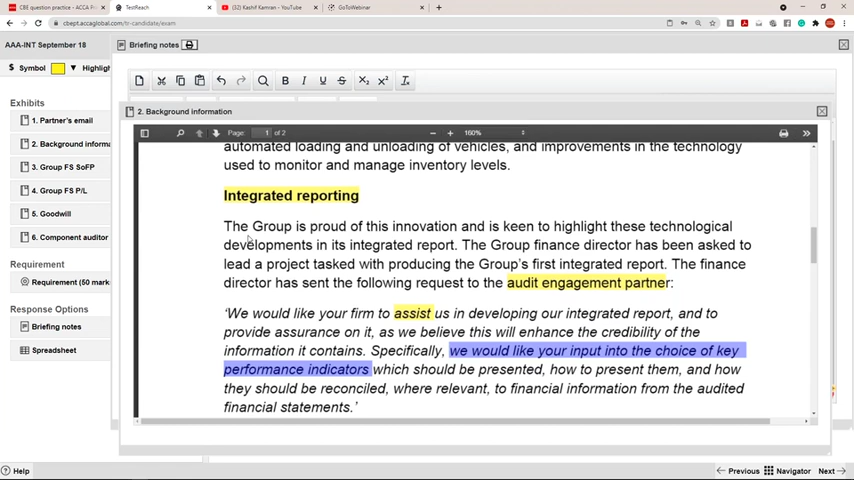 CBE question practice - ACCA P
TestReach
(32) Kashif Kamran - YouTube
GoToWebinar
cbept.accaglobal.com/tr-candidate/exam
AAA-INT September 18
Briefing notes
Symbol
Highligh
Exhibits
1. Partner's email
2. Background informa
3. Group FS SoFP
4. Group FS P/L
5. Goodwill
6. Component auditor
Requirement
Requirement (50 mark
Response Options
Briefing notes
Spreadsheet
2. Background information
Page: 1 of 2
160%
automated loading and unloading of vehicles, and improvements in the technology
used to monitor and manage inventory levels.
Integrated reporting
The Group is proud of this innovation and is keen to highlight these technological
developments in its integrated report. The Group finance director has been asked to
lead a project tasked with producing the Group's first integrated report. The finance
director has sent the following request to the audit engagement partner:
'We would like your firm to assist us in developing our integrated report, and to
provide assurance on it, as we believe this will enhance the credibility of the
information it contains. Specifically, we would like your input into the choice of key
performance indicators which should be presented, how to present them, and how
they should be reconciled, where relevant, to financial information from the audited
financial statements.'
Help
Previous
Navigator
Next